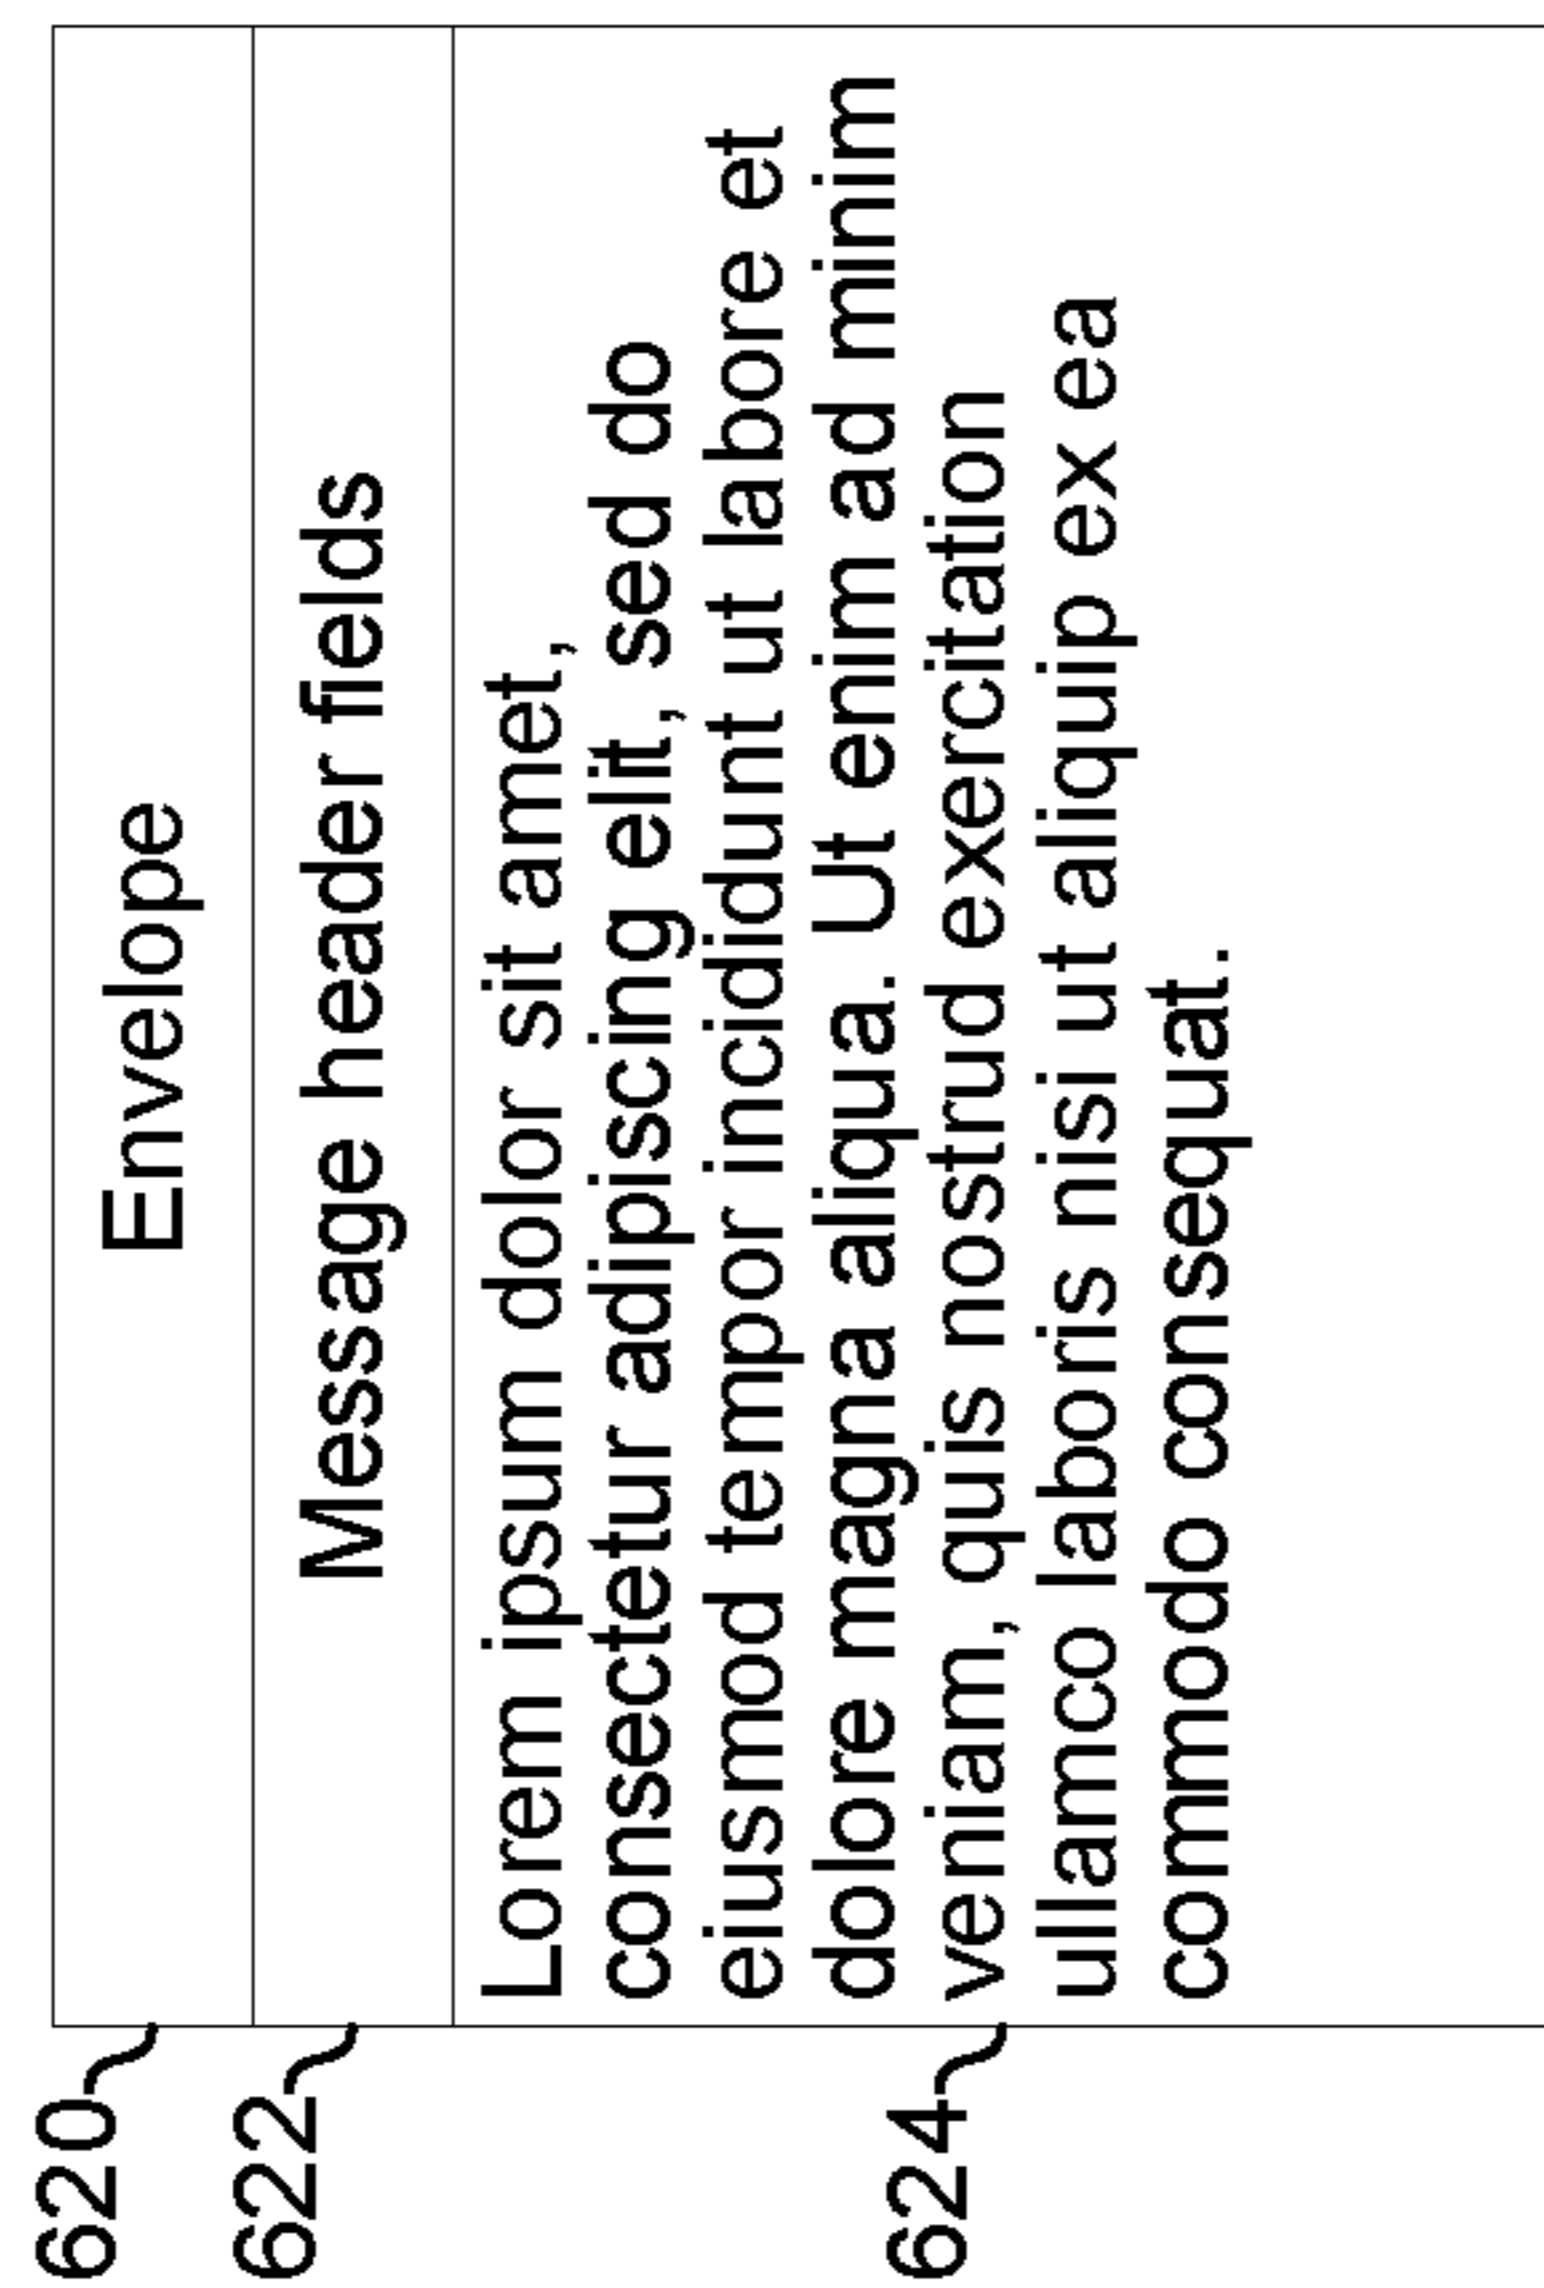 620
Envelope
622
Message header fields
624
Lorem ipsum dolor sit amet,
consectetur adipiscing elit, sed do
eiusmod tempor incididunt ut labore et
dolore magna aliqua. Ut enim ad minim
veniam, quis nostrud exercitation
ullamco laboris nisi ut aliquip ex ea
commodo consequat.